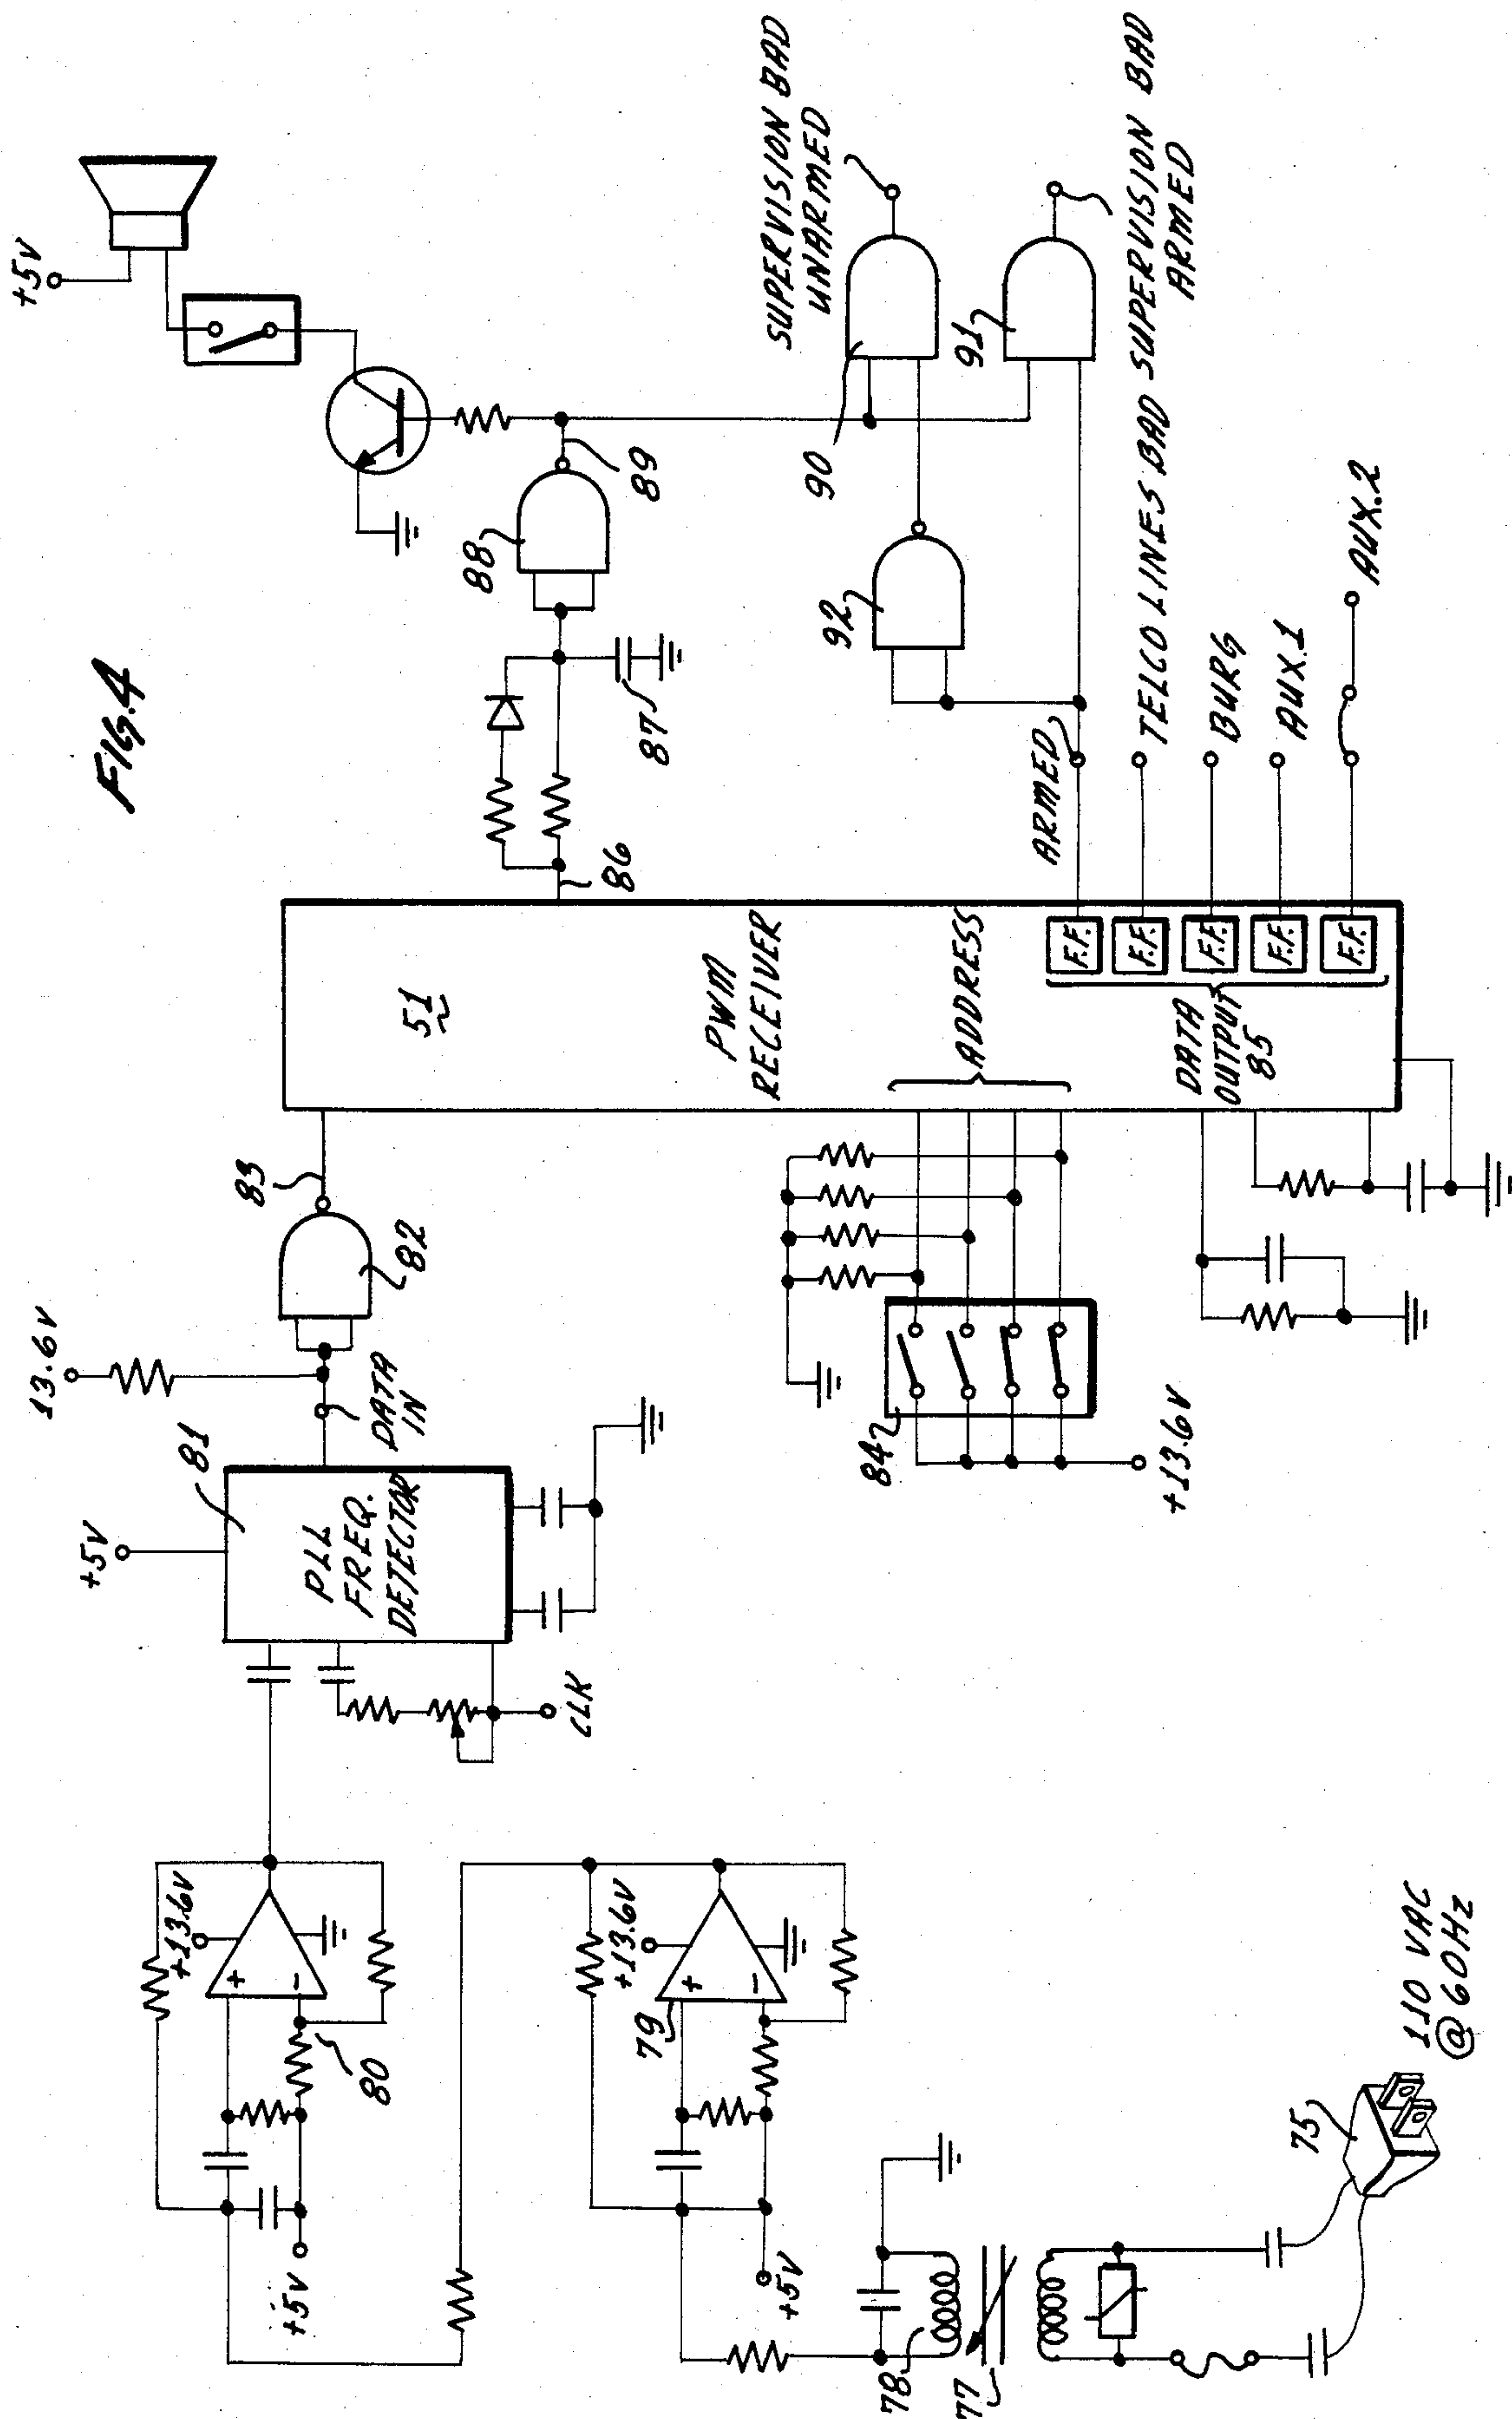 FIG. 4
+5V
+13.6V
+
−
80
+5V
+13.6V
79
+
−
+5V
78
77
75
110 VAC
@ 60HZ
+5V
81
PLL
FREQ.
DETECTOR
CLK
DATA
IN
13.6V
82
83
51
PWM
RECEIVER
ADDRESS
84
+13.6V
DATA
OUTPUT
85
F.F.
F.F.
F.F.
F.F.
F.F.
86
87
88
89
90
91
92
ARMED
TELCO LINES BAD
BURG
AUX.1
AUX.2
SUPERVISION BAD
UNARMED
SUPERVISION BAD
ARMED